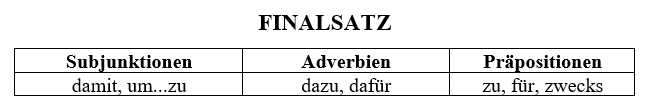 FINALSATZ
Subjunktionen Adverbien Präpositionen
damit, um...zu dazu, dafür zu, für, zwecks